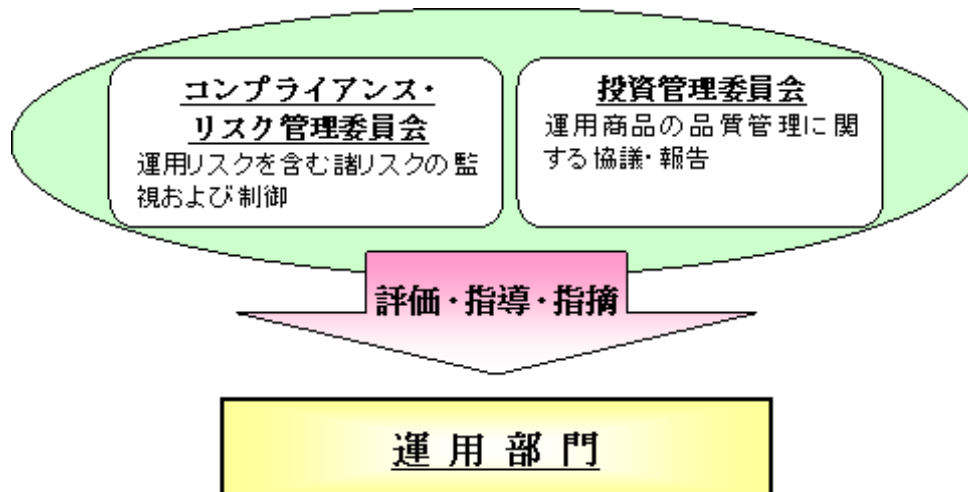 コンプライアンス・
リスク管理委員会
運用リスクを含む諸リスクの監
視および制御
投資管理委員会
運用商品の品質管理に関
する協議・報告
評価・指導・指摘
運用部門